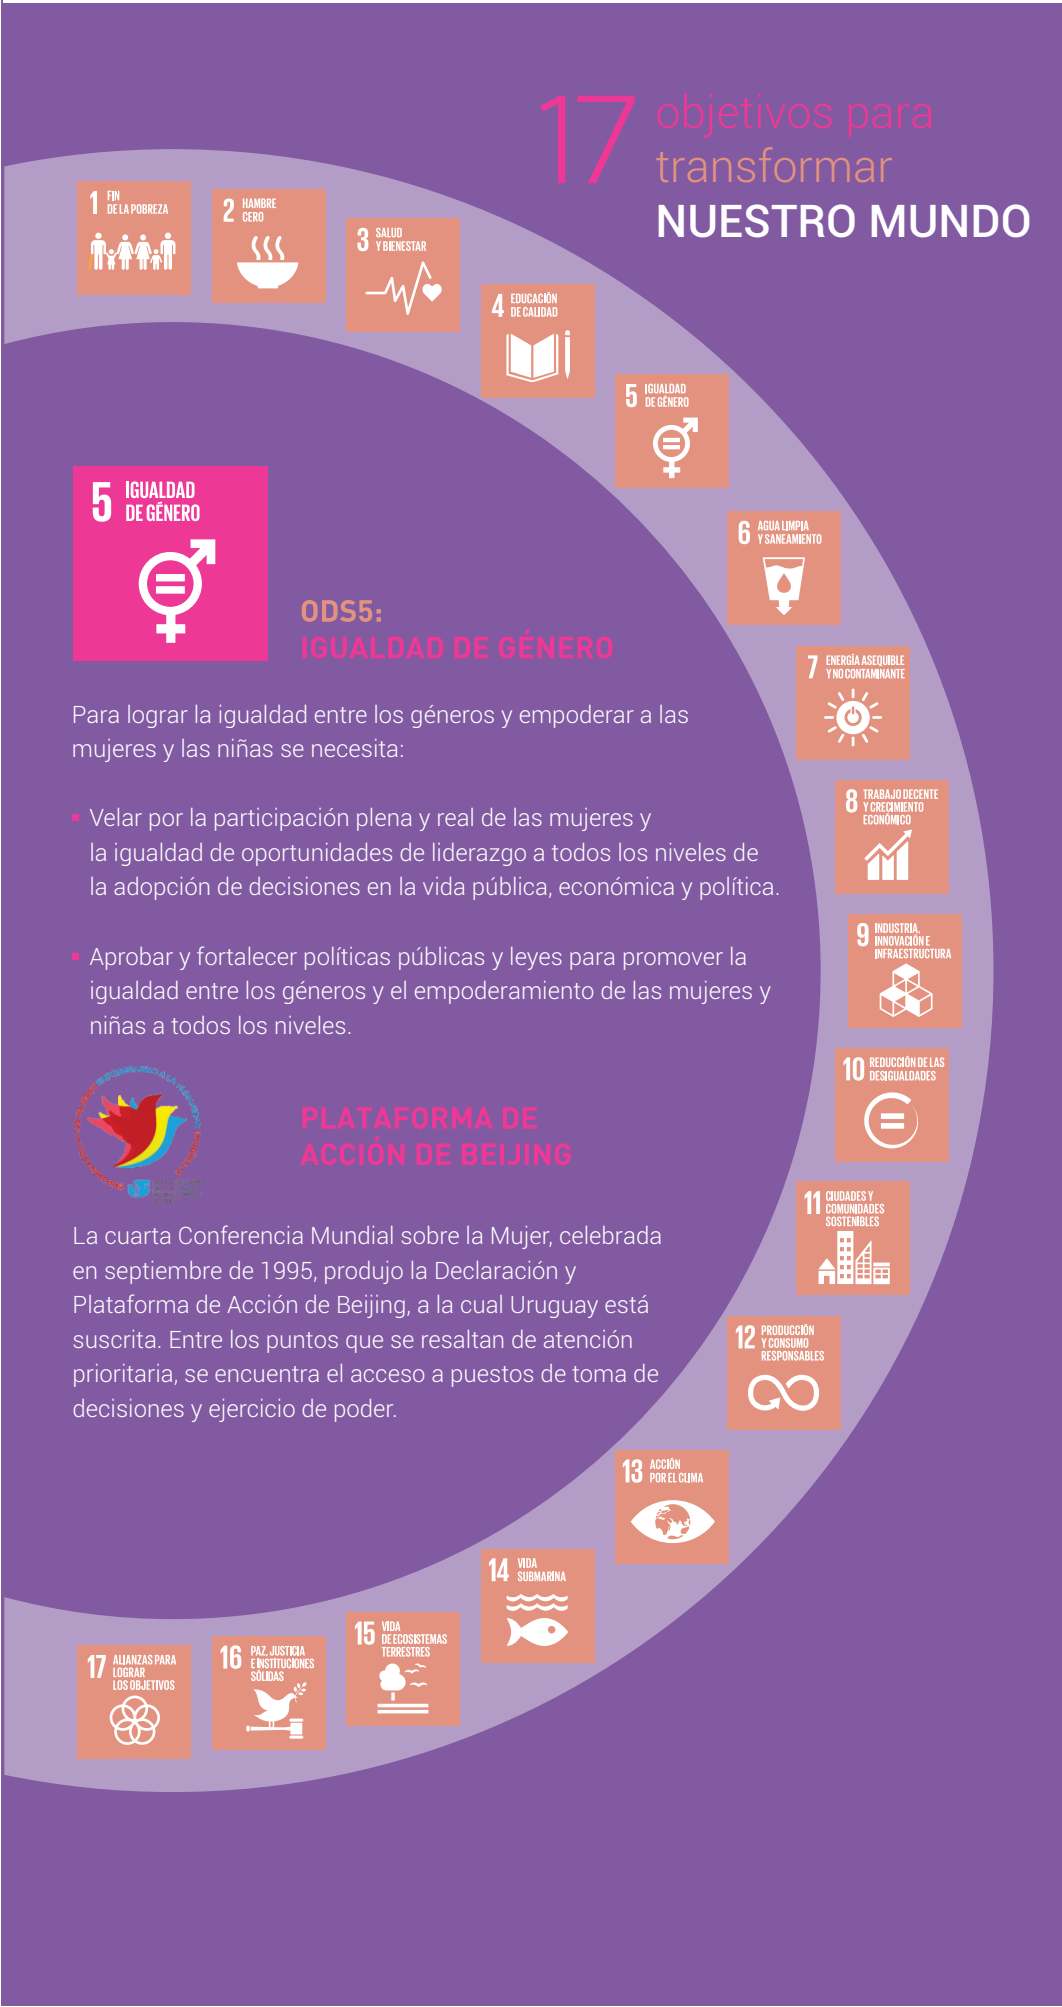 17 objetivos para
transformar
NUESTRO MUNDO
1 FIN
DE LA POBREZA
2 HAMBRE
CERO
3 SALUD
Y BIENESTAR
4 EDUCACIÓN
DE CALIDAD
5 IGUALDAD
DE GÉNERO
6 AGUA LIMPIA
Y SANEAMIENTO
7 ENERGÍA ASEQUIBLE
Y NO CONTAMINANTE
8 TRABAJO DECENTE
Y CRECIMIENTO
ECONÓMICO
9 INDUSTRIA,
INNOVACIÓN E
INFRAESTRUCTURA
10 REDUCCIÓN DE LAS
DESIGUALDADES
11 CIUDADES Y
COMUNIDADES
SOSTENIBLES
12 PRODUCCIÓN
Y CONSUMO
RESPONSABLES
13 ACCIÓN
POR EL CLIMA
14 VIDA
SUBMARINA
15 VIDA
DE ECOSISTEMAS
TERRESTRES
16 PAZ, JUSTICIA
E INSTITUCIONES
SÓLIDAS
17 ALIANZAS PARA
LOGRAR
LOS OBJETIVOS
5 IGUALDAD
DE GÉNERO
ODS5:
IGUALDAD DE GÉNERO
Para lograr la igualdad entre los géneros y empoderar a las
mujeres y las niñas se necesita:
▪ Velar por la participación plena y real de las mujeres y
la igualdad de oportunidades de liderazgo a todos los niveles de
la adopción de decisiones en la vida pública, económica y política.
▪ Aprobar y fortalecer políticas públicas y leyes para promover la
igualdad entre los géneros y el empoderamiento de las mujeres y
niñas a todos los niveles.
PLATAFORMA DE
ACCIÓN DE BEIJING
La cuarta Conferencia Mundial sobre la Mujer, celebrada
en septiembre de 1995, produjo la Declaración y
Plataforma de Acción de Beijing, a la cual Uruguay está
suscrita. Entre los puntos que se resaltan de atención
prioritaria, se encuentra el acceso a puestos de toma de
decisiones y ejercicio de poder.